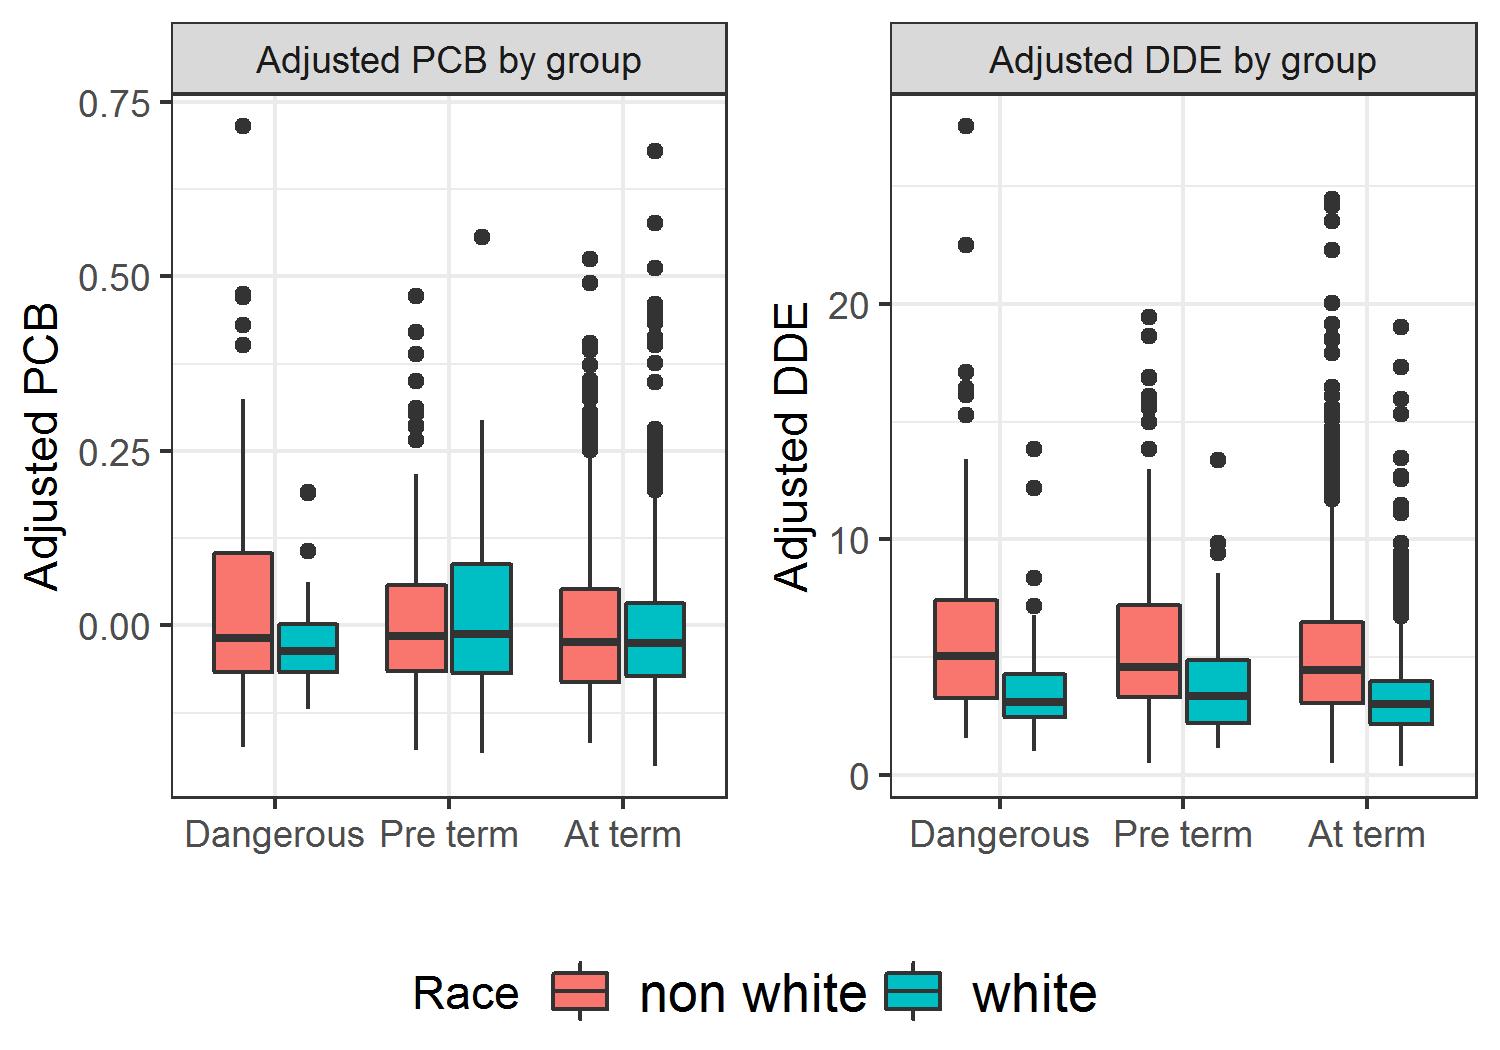 Adjusted PCB by group
Adjusted PCB
0.75
0.50
0.25
0.00
Dangerous Pre term At term
Adjusted DDE by group
Adjusted DDE
20
10
0
Dangerous Pre term At term
Race non white white